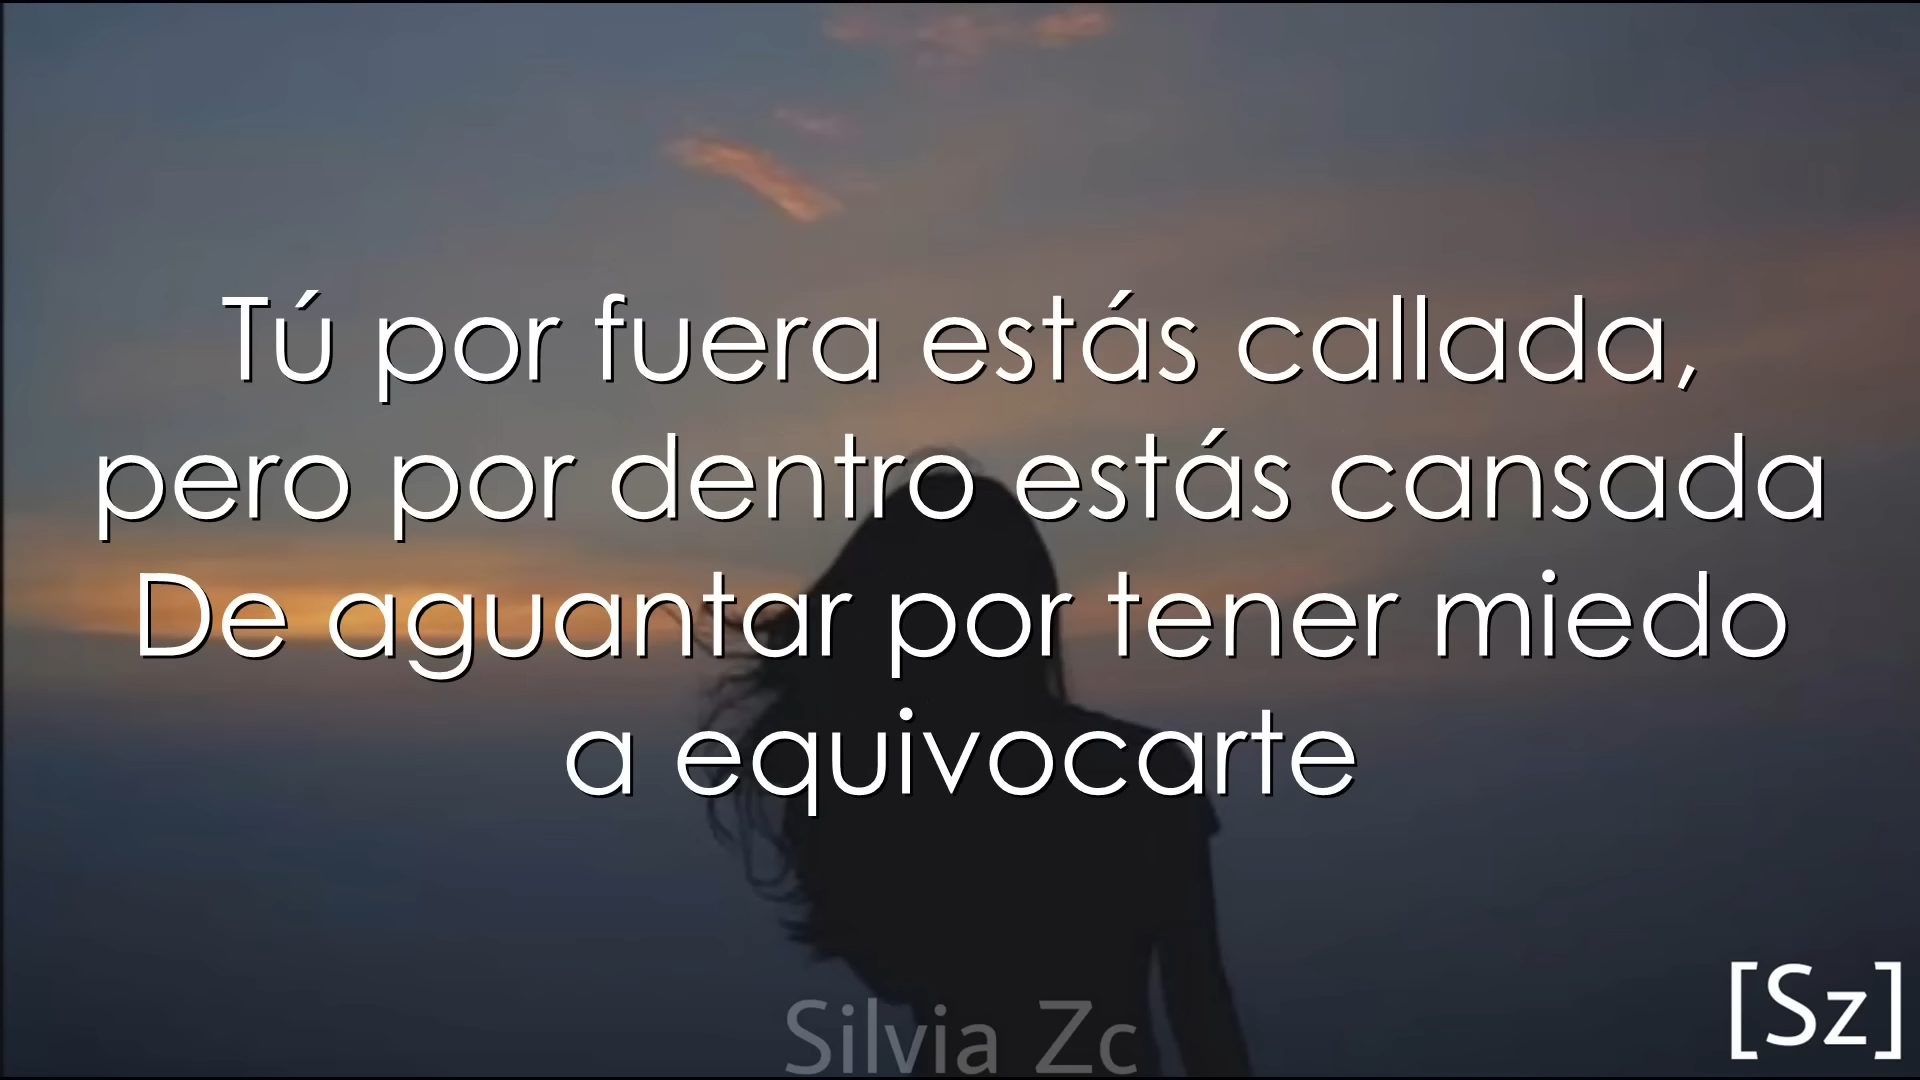 Tú por fuera estás callada,
pero por dentro estás cansada
De aguantar por tener miedo
a equivocarte
Silvia Zc
[Sz]